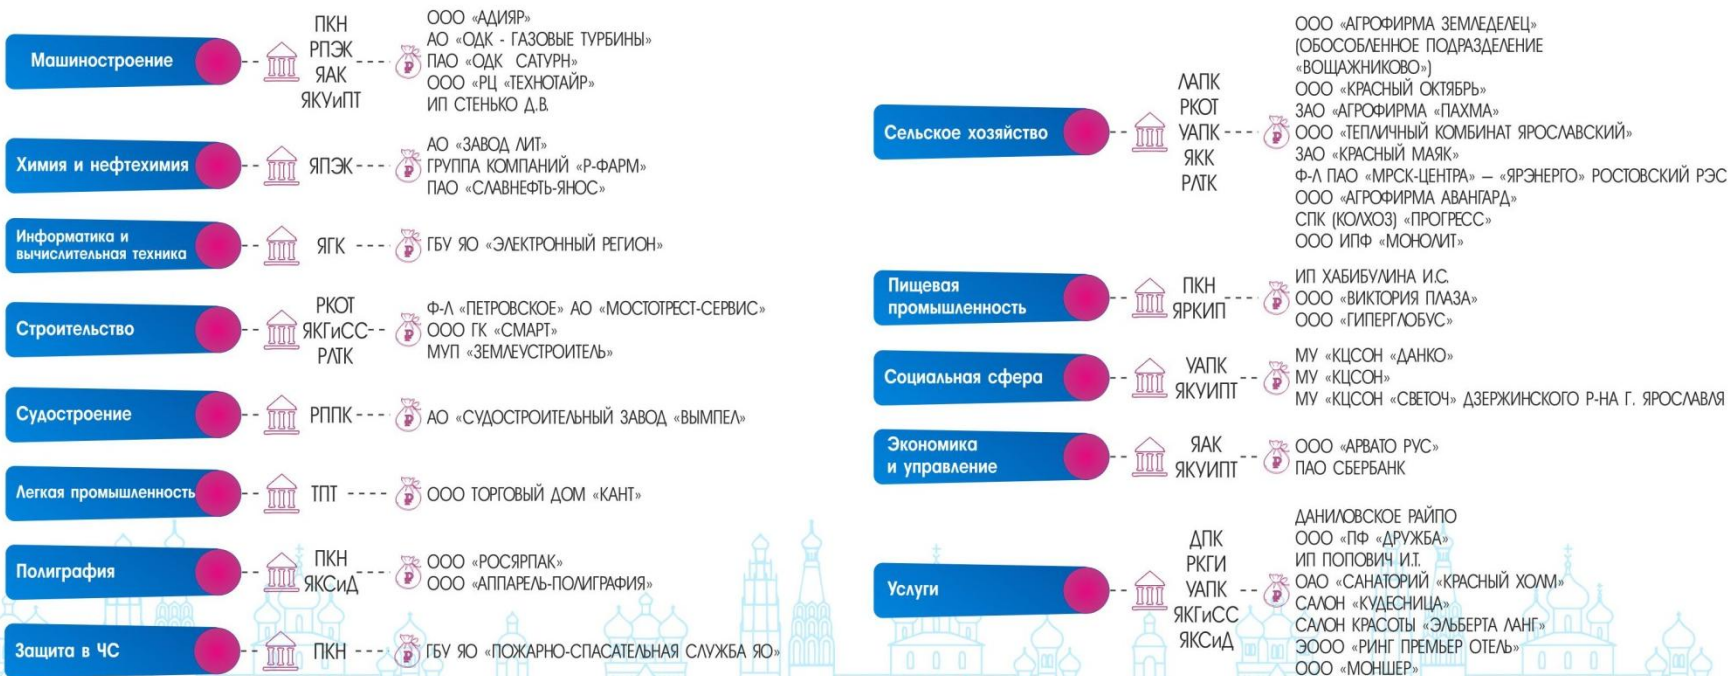 Машиностроение
ПКН
РПЭК
ЯАК
ЯКУиПТ
ООО «АДИЯР»
АО «ОДК - ГАЗОВЫЕ ТУРБИНЫ»
ПАО «ОДК САТУРН»
ООО «РЦ «ТЕХНОТАЙР»
ИП СТЕНЬКО Д.В.
Химия и нефтехимия
ЯПЭК
АО «ЗАВОД ЛИТ»
ГРУППА КОМПАНИЙ «Р-ФАРМ»
ПАО «СЛАВНЕФТЬ-ЯНОС»
Информатика и
вычислительная техника
ЯГК
ГБУ ЯО «ЭЛЕКТРОННЫЙ РЕГИОН»
Строительство
РКОТ
ЯКГиСС
РЛТК
Ф-Л «ПЕТРОВСКОЕ» АО «МОСТОТРЕСТ-СЕРВИС»
ООО ГК «СМАРТ»
МУП «ЗЕМЛЕУСТРОИТЕЛЬ»
Судостроение
РППК
АО «СУДОСТРОИТЕЛЬНЫЙ ЗАВОД «ВЫМПЕЛ»
Легкая промышленность
ТПТ
ООО ТОРГОВЫЙ ДОМ «КАНТ»
Полиграфия
ПКН
ЯКСиД
ООО «РОСЯРПАК»
ООО «АППАРЕЛЬ-ПОЛИГРАФИЯ»
Защита в ЧС
ПКН
ГБУ ЯО «ПОЖАРНО-СПАСАТЕЛЬНАЯ СЛУЖБА ЯО»
Сельское хозяйство
ЛАПК
РКОТ
УАПК
ЯКК
РЛТК
ООО «АГРОФИРМА ЗЕМЛЕДЕЛЕЦ»
(ОБОСОБЛЕННОЕ ПОДРАЗДЕЛЕНИЕ
«ВОЩАЖНИКОВО»)
ООО «КРАСНЫЙ ОКТЯБРЬ»
ЗАО «АГРОФИРМА «ПАХМА»
ООО «ТЕПЛИЧНЫЙ КОМБИНАТ ЯРОСЛАВСКИЙ»
ЗАО «КРАСНЫЙ МАЯК»
Ф-Л ПАО «МРСК-ЦЕНТРА» – «ЯРЭНЕРГО» РОСТОВСКИЙ РЭС
ООО «АГРОФИРМА АВАНГАРД»
СПК (КОЛХОЗ) «ПРОГРЕСС»
ООО ИПФ «МОНОЛИТ»
Пищевая
промышленность
ПКН
ЯРКИП
ИП ХАБИБУЛИНА И.С.
ООО «ВИКТОРИЯ ПЛАЗА»
ООО «ГИПЕРГЛОБУС»
Социальная сфера
УАПК
ЯКУИПТ
МУ «КЦСОН «ДАНКО»
МУ «КЦСОН»
МУ «КЦСОН «СВЕТОЧ» ДЗЕРЖИНСКОГО Р-НА Г. ЯРОСЛАВЛЯ
Экономика
и управление
ЯАК
ЯКУИПТ
ООО «АРВАТО РУС»
ПАО СБЕРБАНК
Услуги
ДПК
РКГИ
УАПК
ЯКГиСС
ЯКСиД
ДАНИЛОВСКОЕ РАЙПО
ООО «ПФ «ДРУЖБА»
ИП ПОПОВИЧ И.Т.
ОАО «САНАТОРИЙ «КРАСНЫЙ ХОЛМ»
САЛОН «КУДЕСНИЦА»
САЛОН КРАСОТЫ «ЭЛЬБЕРТА ЛАНГ»
ЭООО «РИНГ ПРЕМЬЕР ОТЕЛЬ»
ООО «МОНШЕР»